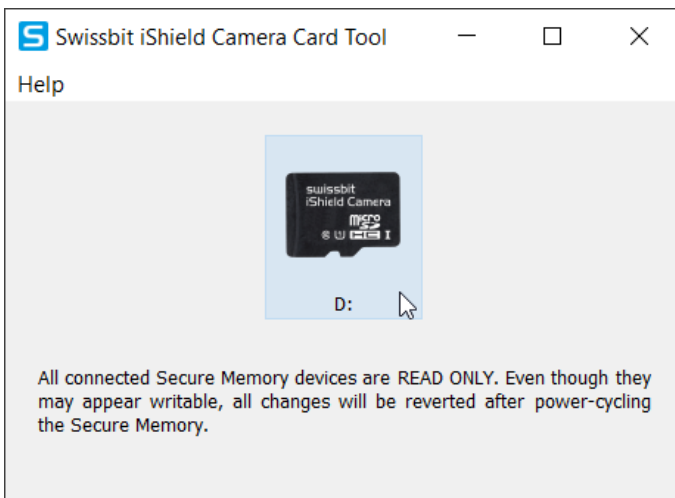 S Swissbit iShield Camera Card Tool
Help
swissbit
iShield Camera
micro
SD
HC I
D:
All connected Secure Memory devices are READ ONLY. Even though they
may appear writable, all changes will be reverted after power-cycling
the Secure Memory.